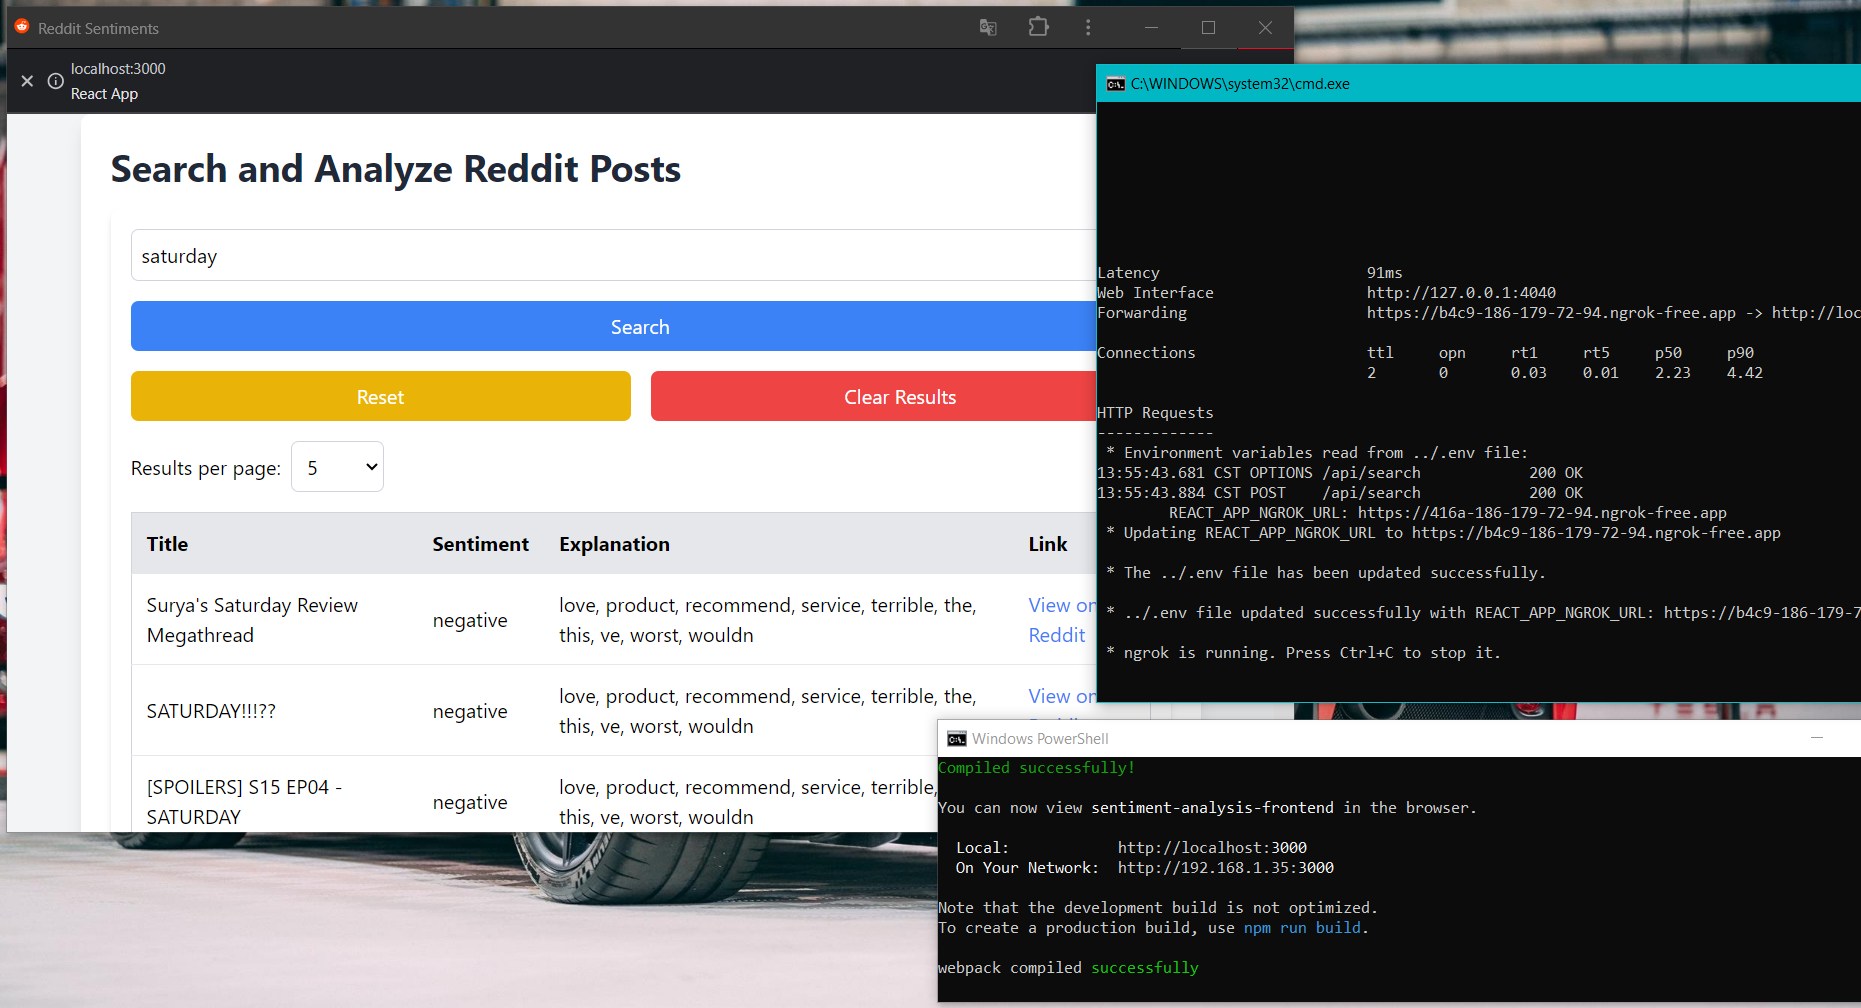 Reddit Sentiments
localhost:3000
React App
Search and Analyze Reddit Posts
saturday
Search
Reset
Clear Results
Results per page:
5
Title
Sentiment
Explanation
Link
Surya's Saturday Review
Megathread
negative
love, product, recommend, service, terrible, the,
this, ve, worst, wouldn
View on
Reddit
SATURDAY!!!??
negative
love, product, recommend, service, terrible, the,
this, ve, worst, wouldn
View on
[SPOILERS] S15 EP04 -
SATURDAY
negative
love, product, recommend, service, terrible,
this, ve, worst, wouldn
C:\WINDOWS\system32\cmd.exe
Latency 91ms
Web Interface http://127.0.0.1:4040
Forwarding https://b4c9-186-179-72-94.ngrok-free.app -> http://loc
Connections ttl opn rt1 rt5 p50 p90
2 0 0.03 0.01 2.23 4.42
HTTP Requests
-------------
* Environment variables read from ../.env file:
13:55:43.681 CST OPTIONS /api/search 200 OK
13:55:43.884 CST POST /api/search 200 OK
REACT_APP_NGROK_URL: https://416a-186-179-72-94.ngrok-free.app
* Updating REACT_APP_NGROK_URL to https://b4c9-186-179-72-94.ngrok-free.app
* The ../.env file has been updated successfully.
* ../.env file updated successfully with REACT_APP_NGROK_URL: https://b4c9-186-179-7
* ngrok is running. Press Ctrl+C to stop it.
TESLA
Windows PowerShell
Compiled successfully!
You can now view sentiment-analysis-frontend in the browser.
Local: http://localhost:3000
On Your Network: http://192.168.1.35:3000
Note that the development build is not optimized.
To create a production build, use npm run build.
webpack compiled successfully